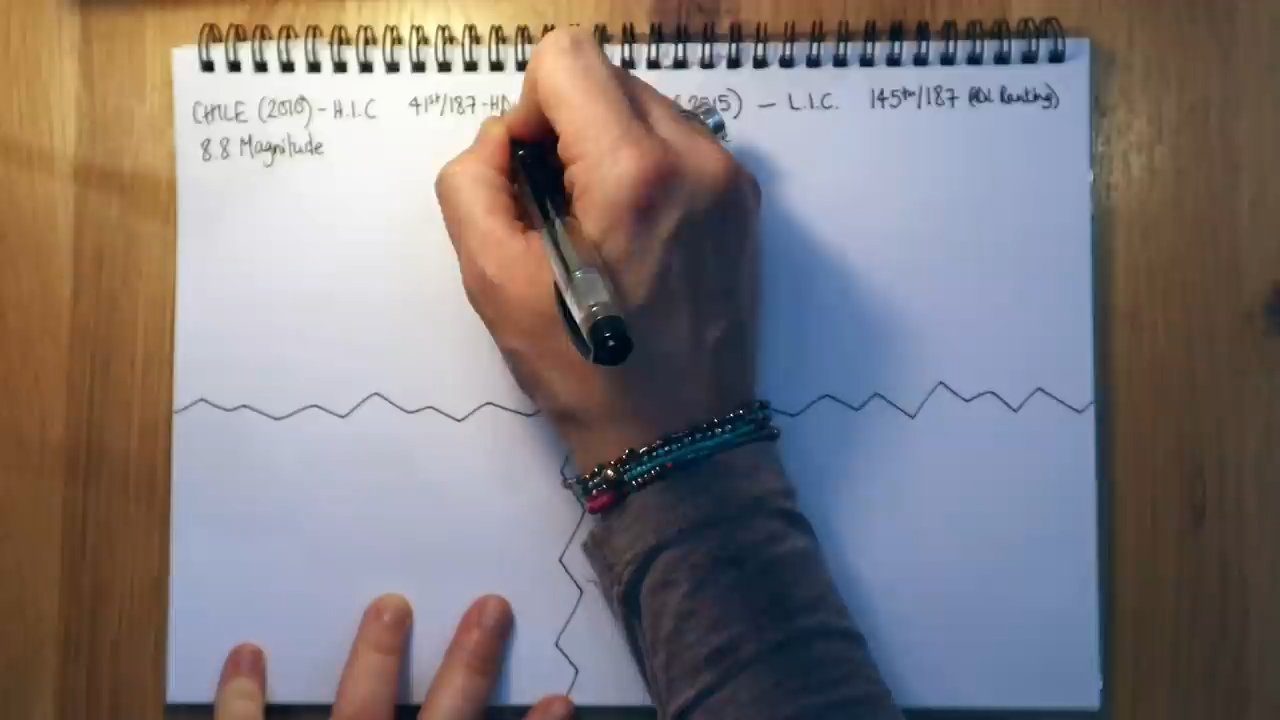 CHILE (2010) - H.I.C 41st/187 - HD
2015) - L.I.C. 145TH/187 (HDI Ranking)
8.8 Magnitude